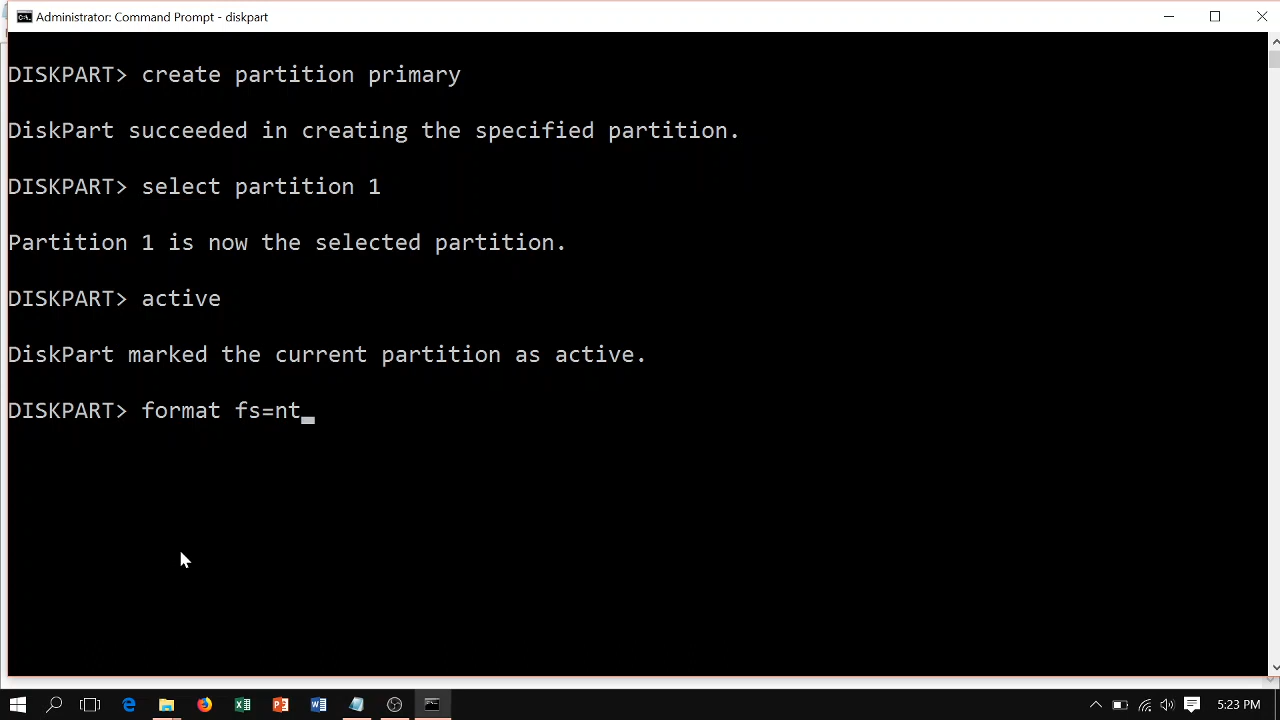 Administrator: Command Prompt - diskpart
DISKPART> create partition primary
DiskPart succeeded in creating the specified partition.
DISKPART> select partition 1
Partition 1 is now the selected partition.
DISKPART> active
DiskPart marked the current partition as active.
DISKPART> format fs=nt_
5:23 PM